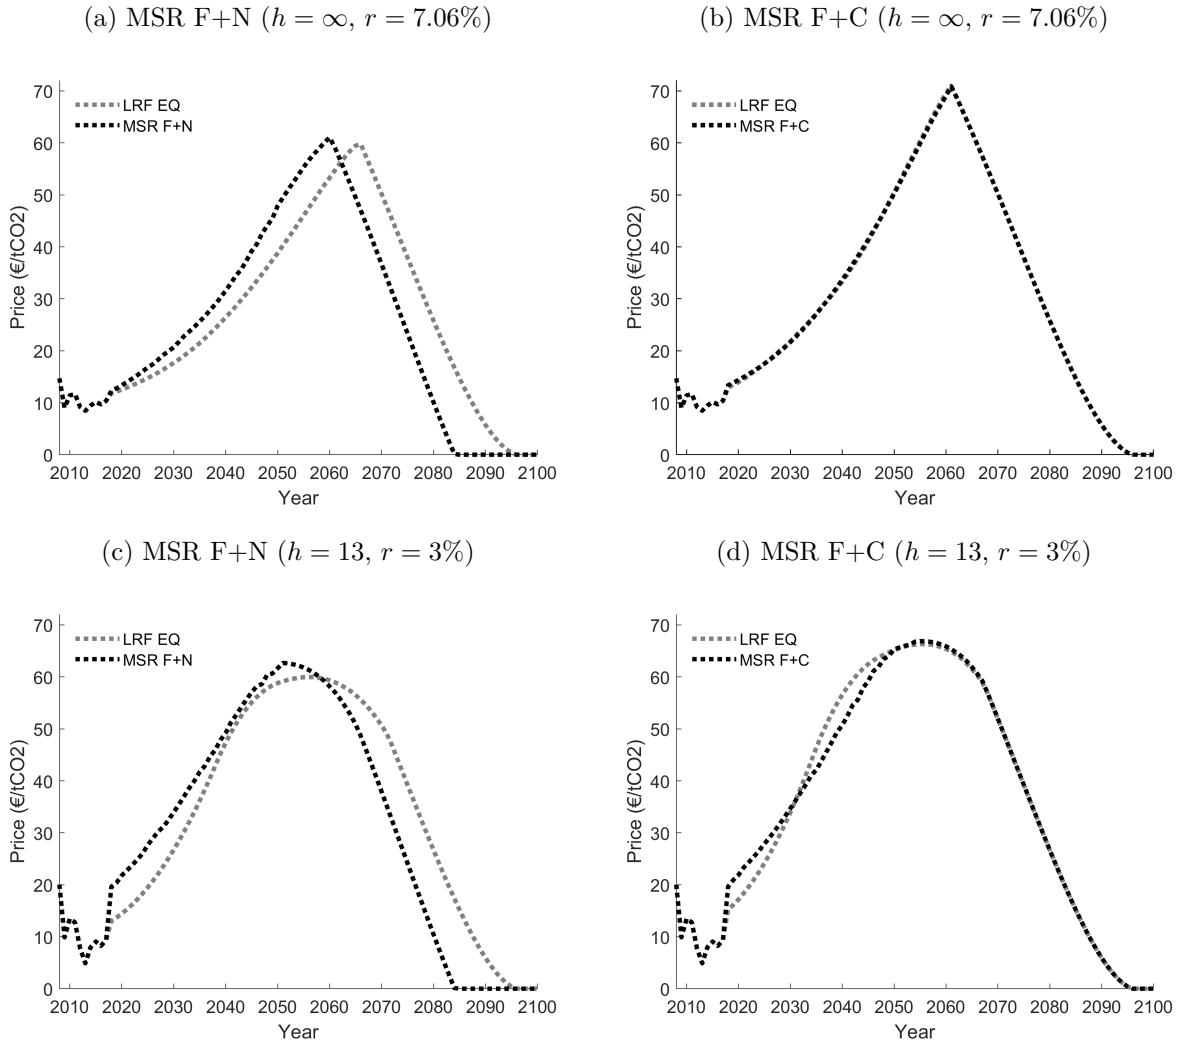 (a) MSR F+N (h = ∞, r = 7.06%)
Price (€/tCO2)
70
60
50
40
30
20
10
0
LRF EQ
MSR F+N
2010 2020 2030 2040 2050 2060 2070 2080 2090 2100
Year
(b) MSR F+C (h = ∞, r = 7.06%)
Price (€/tCO2)
70
60
50
40
30
20
10
0
LRF EQ
MSR F+C
2010 2020 2030 2040 2050 2060 2070 2080 2090 2100
Year
(c) MSR F+N (h = 13, r = 3%)
Price (€/tCO2)
70
60
50
40
30
20
10
0
LRF EQ
MSR F+N
2010 2020 2030 2040 2050 2060 2070 2080 2090 2100
Year
(d) MSR F+C (h = 13, r = 3%)
Price (€/tCO2)
70
60
50
40
30
20
10
0
LRF EQ
MSR F+C
2010 2020 2030 2040 2050 2060 2070 2080 2090 2100
Year